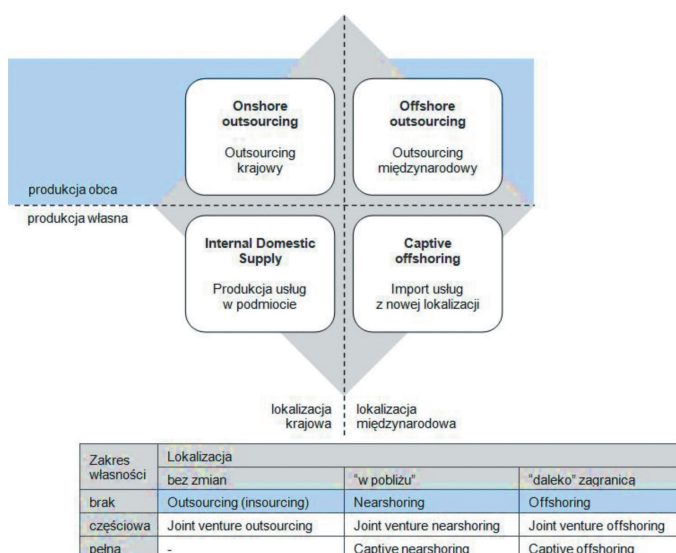 Onshore
outsourcing
Outsourcing
krajowy
Offshore
outsourcing
Outsourcing
międzynarodowy
produkcja obca
produkcja własna
Internal Domestic
Supply
Produkcja usług
w podmiocie
Captive
offshoring
Import usług
z nowej lokalizacji
lokalizacja
krajowa
lokalizacja
międzynarodowa
Zakres
własności
Lokalizacja
bez zmian "w pobliżu" "daleko" zagranicą
brak Outsourcing (insourcing) Nearshoring Offshoring
częściowa Joint venture outsourcing Joint venture nearshoring Joint venture offshoring
pełna - Captive nearshoring Captive offshoring